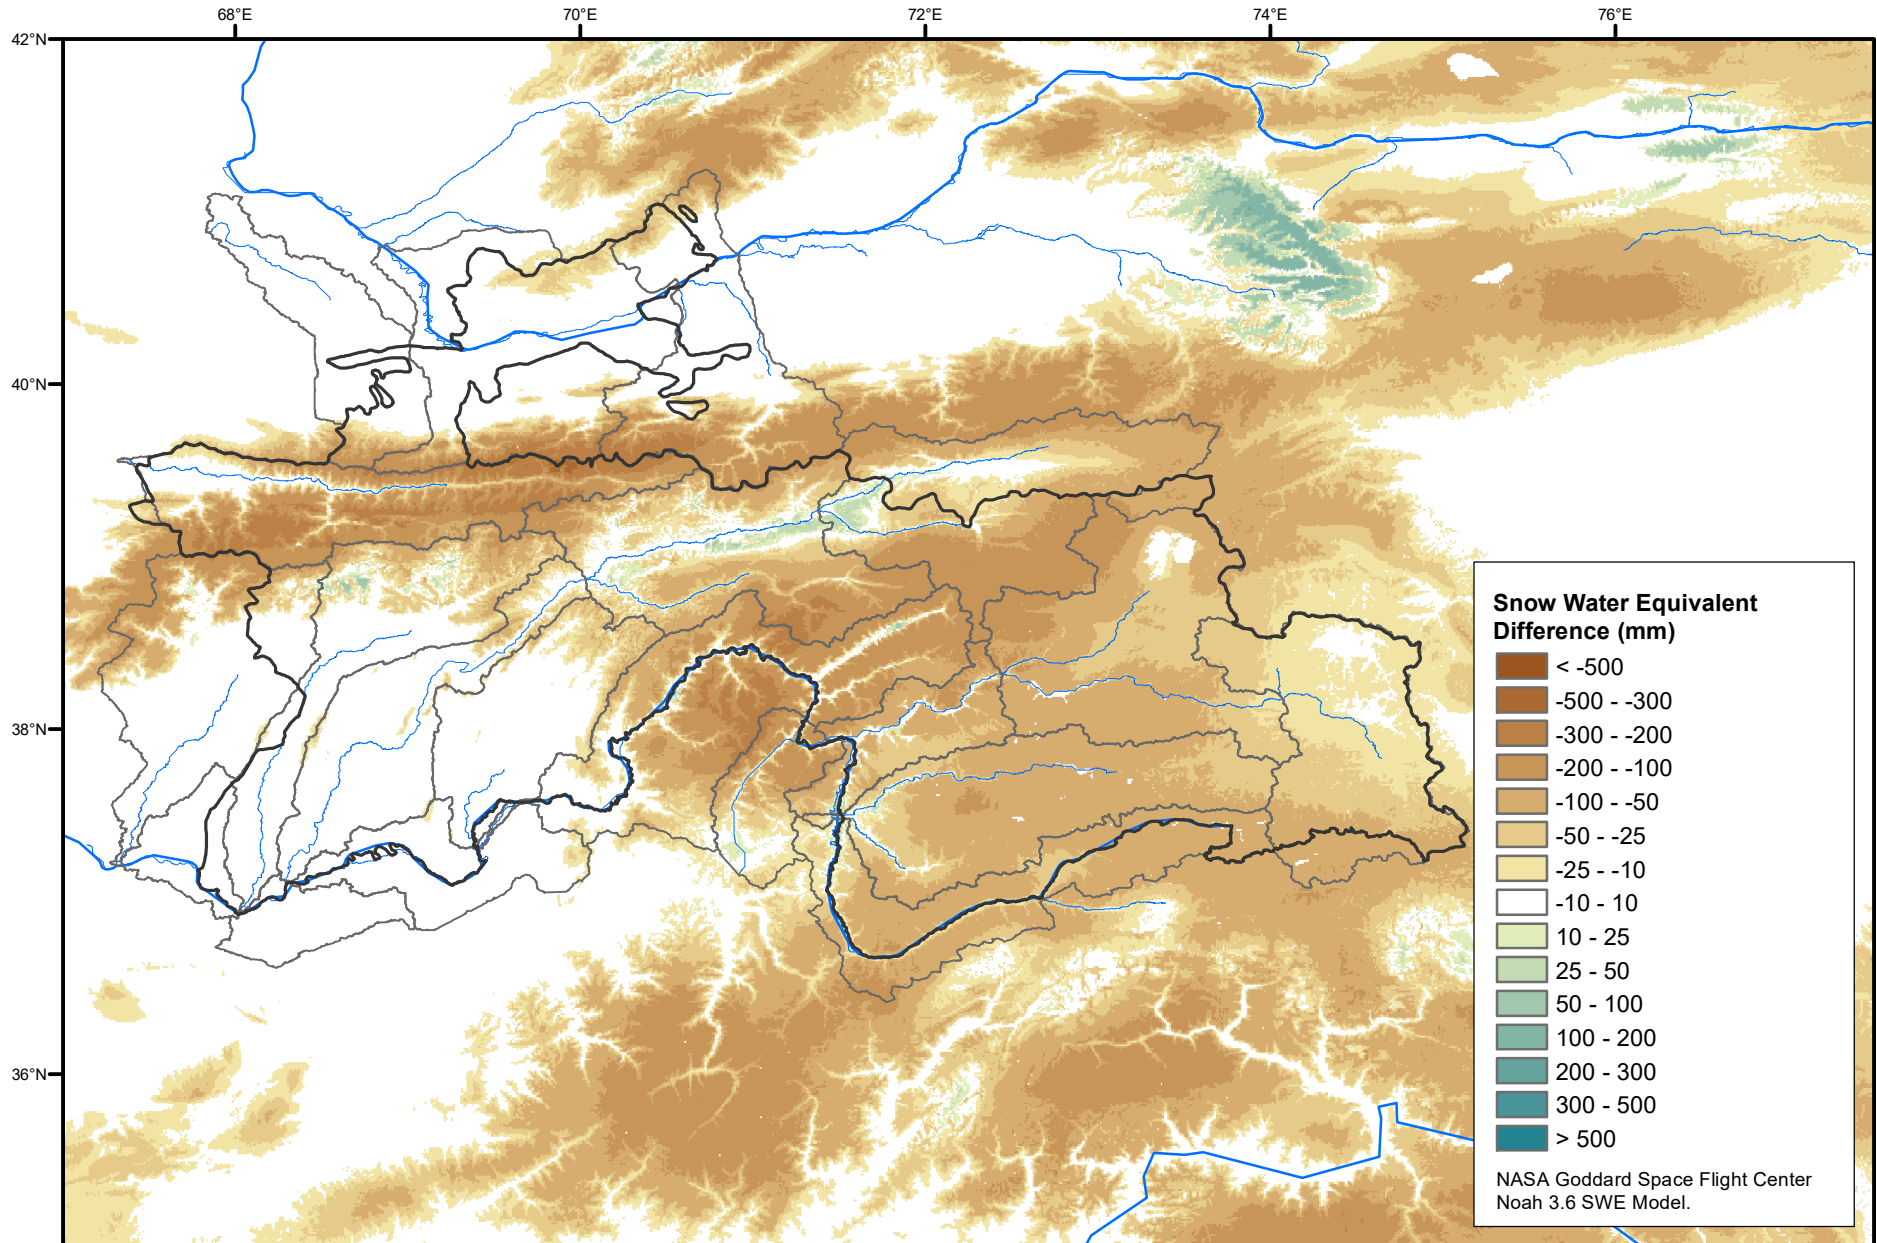 68°E
70°E
72°E
74°E
76°E
42°N
40°N
38°N
36°N
Snow Water Equivalent
Difference (mm)
< -500
-500 - -300
-300 - -200
-200 - -100
-100 - -50
-50 - -25
-25 - -10
-10 - 10
10 - 25
25 - 50
50 - 100
100 - 200
200 - 300
300 - 500
> 500
NASA Goddard Space Flight Center
Noah 3.6 SWE Model.